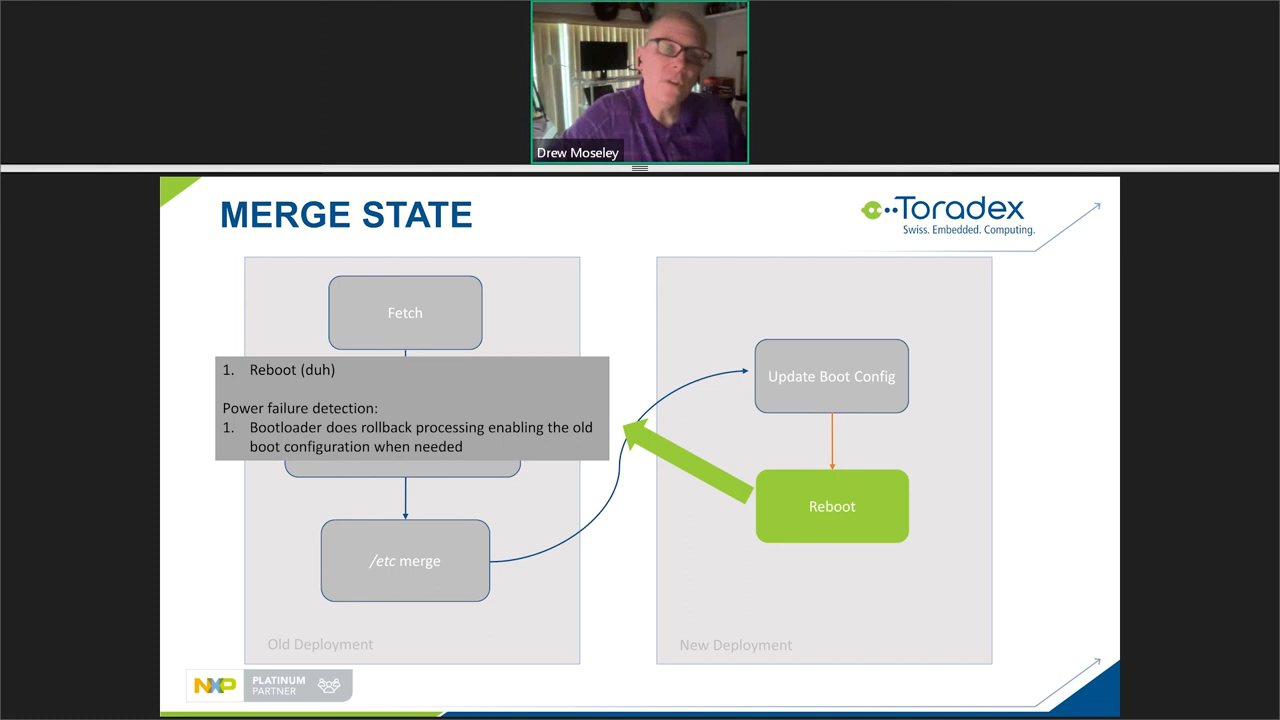 Drew Moseley
MERGE STATE
Toradex
Swiss. Embedded. Computing.
Fetch
1. Reboot (duh)
Power failure detection:
1. Bootloader does rollback processing enabling the old
boot configuration when needed
/etc merge
Old Deployment
Update Boot Config
Reboot
New Deployment
NXP
PLATINUM
PARTNER